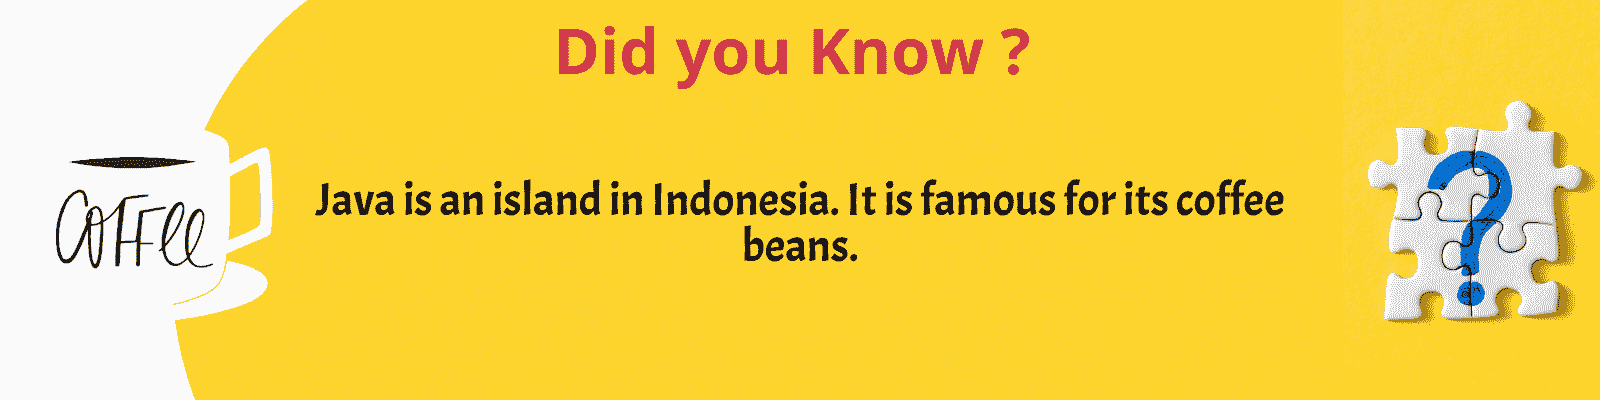 Did you Know ?
COFFee
Java is an island in Indonesia. It is famous for its coffee
beans.
?